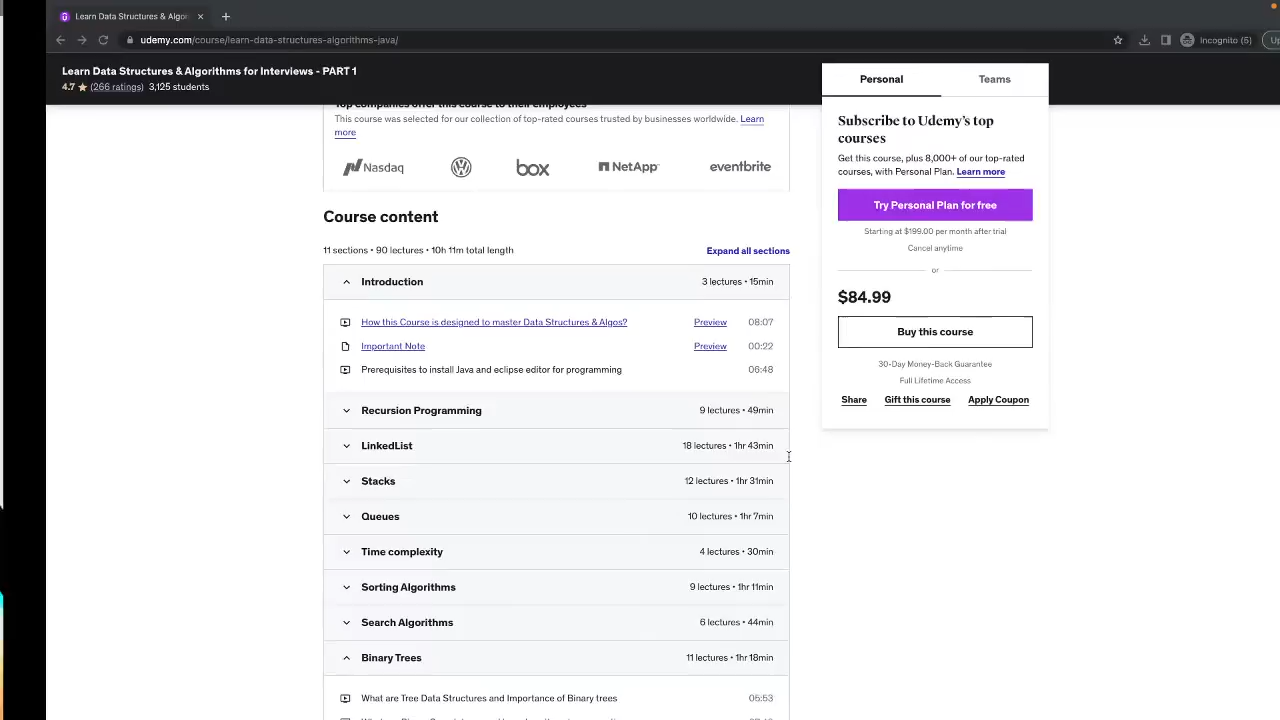 Learn Data Structures & Algor
udemy.com/course/learn-data-structures-algorithms-java/
Incognito (5)
Up
Learn Data Structures & Algorithms for Interviews - PART 1
4.7 ★ (266 ratings) 3,125 students
Top companies offer this course to their employees
This course was selected for our collection of top-rated courses trusted by businesses worldwide. Learn
more
Nasdaq
box
NetApp
eventbrite
Course content
11 sections • 90 lectures • 10h 11m total length
Expand all sections
Introduction 3 lectures • 15min
How this Course is designed to master Data Structures & Algos? Preview 08:07
Important Note Preview 00:22
Prerequisites to install Java and eclipse editor for programming 06:48
Recursion Programming 9 lectures • 49min
LinkedList 18 lectures • 1hr 43min
Stacks 12 lectures • 1hr 31min
Queues 10 lectures • 1hr 7min
Time complexity 4 lectures • 30min
Sorting Algorithms 9 lectures • 1hr 11min
Search Algorithms 6 lectures • 44min
Binary Trees 11 lectures • 1hr 18min
What are Tree Data Structures and Importance of Binary trees 05:53
Personal Teams
Subscribe to Udemy's top
courses
Get this course, plus 8,000+ of our top-rated
courses, with Personal Plan. Learn more
Try Personal Plan for free
Starting at $199.00 per month after trial
Cancel anytime
or
$84.99
Buy this course
30-Day Money-Back Guarantee
Full Lifetime Access
Share Gift this course Apply Coupon